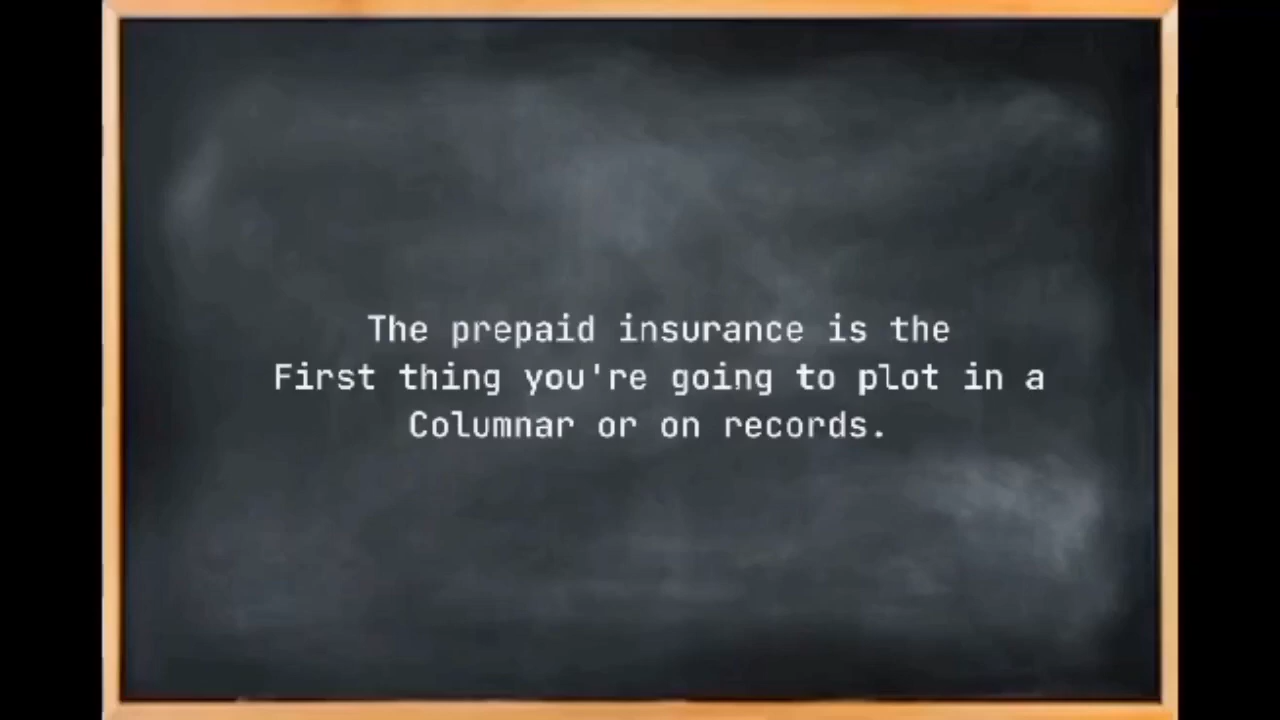 The prepaid insurance is the
First thing you're going to plot in a
Columnar or on records.